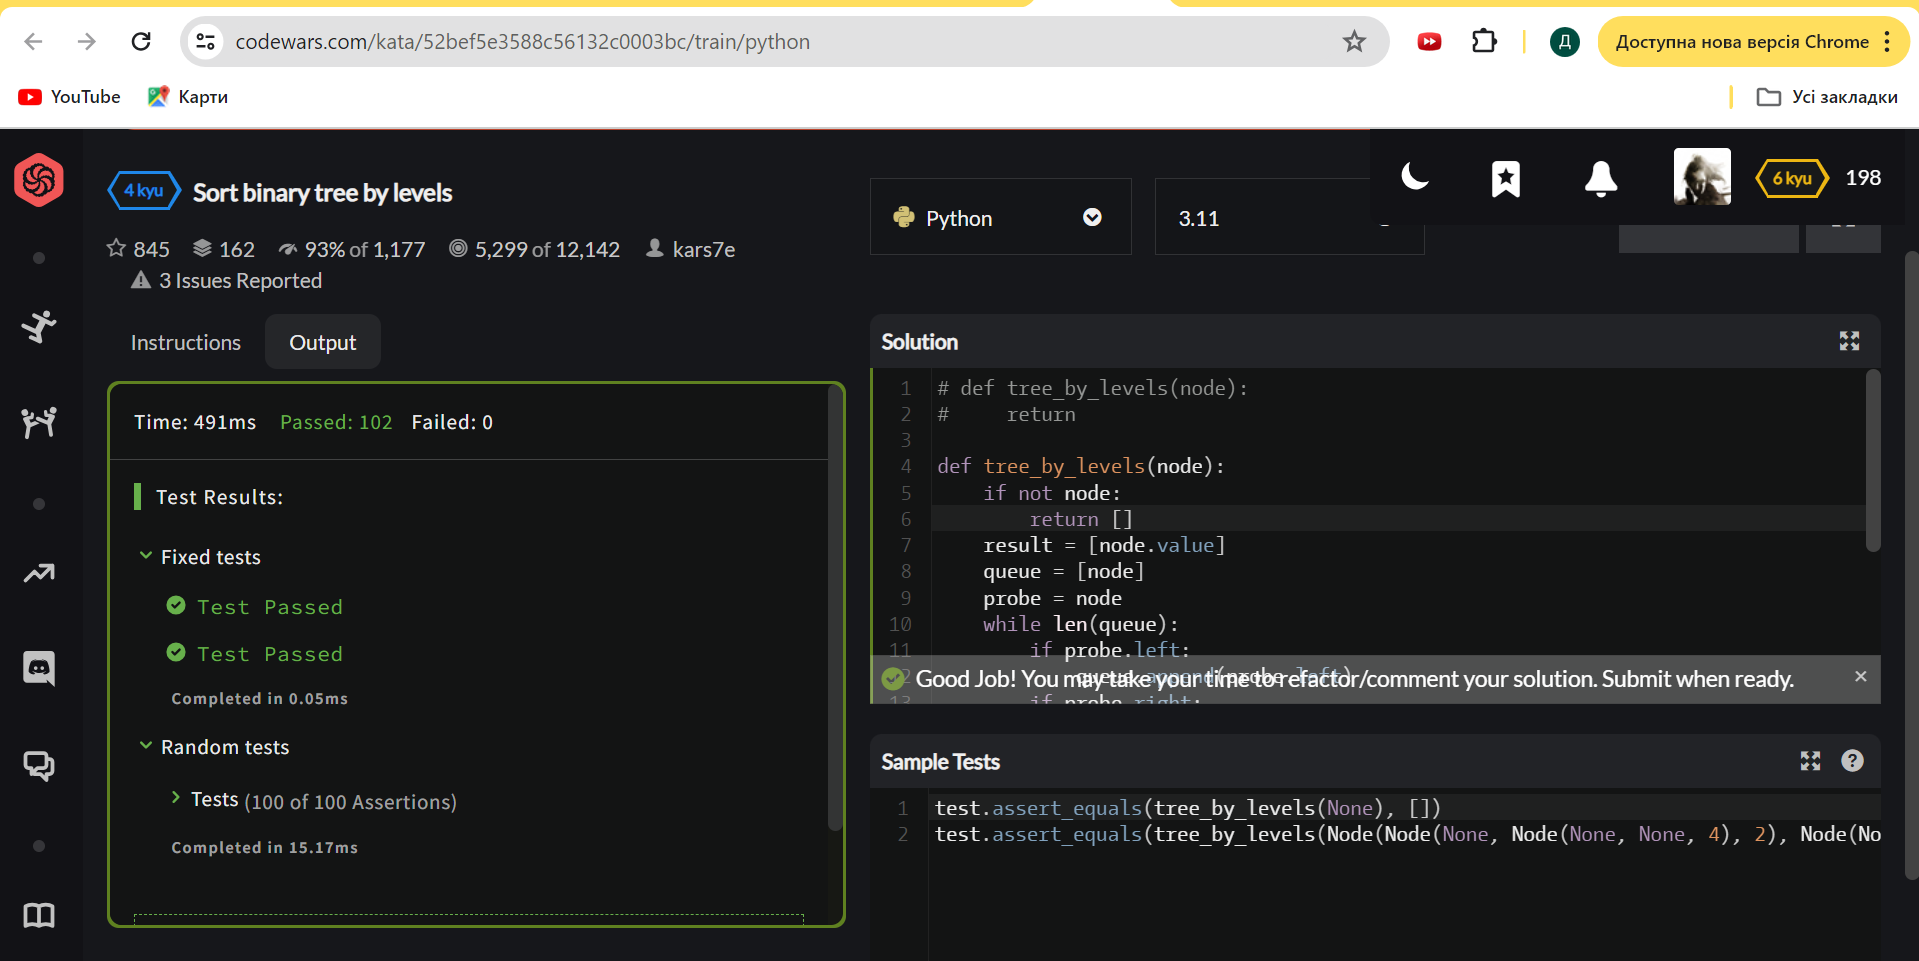 codewars.com/kata/52bef5e3588c56132c0003bc/train/python
Д
Доступна нова версія Chrome
YouTube
Карти
Усі закладки
4 kyu Sort binary tree by levels
845 162 93% of 1,177 5,299 of 12,142 kars7e
3 Issues Reported
Python
3.11
6 kyu 198
Instructions Output
Time: 491ms Passed: 102 Failed: 0
Test Results:
Fixed tests
Test Passed
Test Passed
Completed in 0.05ms
Random tests
Tests (100 of 100 Assertions)
Completed in 15.17ms
Solution
1 # def tree_by_levels(node):
2 #     return
3
4 def tree_by_levels(node):
5     if not node:
6         return []
7     result = [node.value]
8     queue = [node]
9     probe = node
10     while len(queue):
11         if probe.left:
12             queue.append(probe.left)
13         if probe.right:
Good Job! You may take your time to refactor/comment your solution. Submit when ready.
Sample Tests
1 test.assert_equals(tree_by_levels(None), [])
2 test.assert_equals(tree_by_levels(Node(Node(None, Node(None, None, 4), 2), Node(No